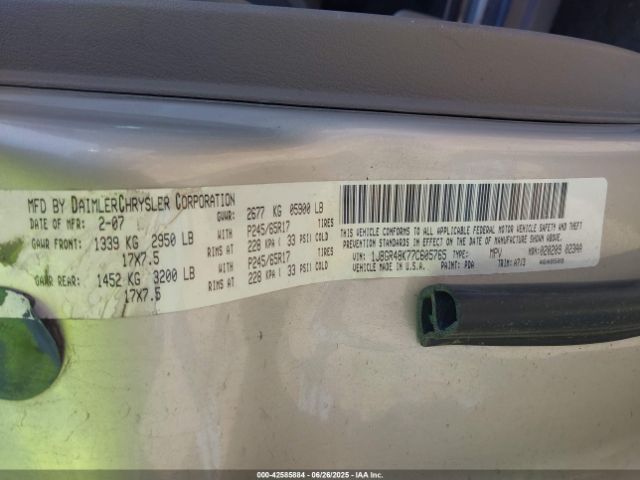 MFD BY DAIMLERCHRYSLER CORPORATION
DATE OF MFR: 2-07 GVWR: 2677 KG 05900 LB
GAWR FRONT: 1339 KG 2950 LB WITH P245/65R17 TIRES
17X7.5 RIMS AT 228 KPA ( 33 PSI COLD
GAWR REAR: 1452 KG 3200 LB WITH P245/65R17 TIRES
17X7.5 RIMS AT 228 KPA ( 33 PSI COLD
THIS VEHICLE CONFORMS TO ALL APPLICABLE FEDERAL MOTOR VEHICLE SAFETY, BUMPER, AND THEFT
PREVENTION STANDARDS IN EFFECT ON THE DATE OF MANUFACTURE SHOWN ABOVE.
VIN: 1J8GR48K77C605765 TYPE: MPV
MADE IN U.S.A. PAINT: PDA TRIM:
000-42585884 | 06/26/2025 - IAA Inc.